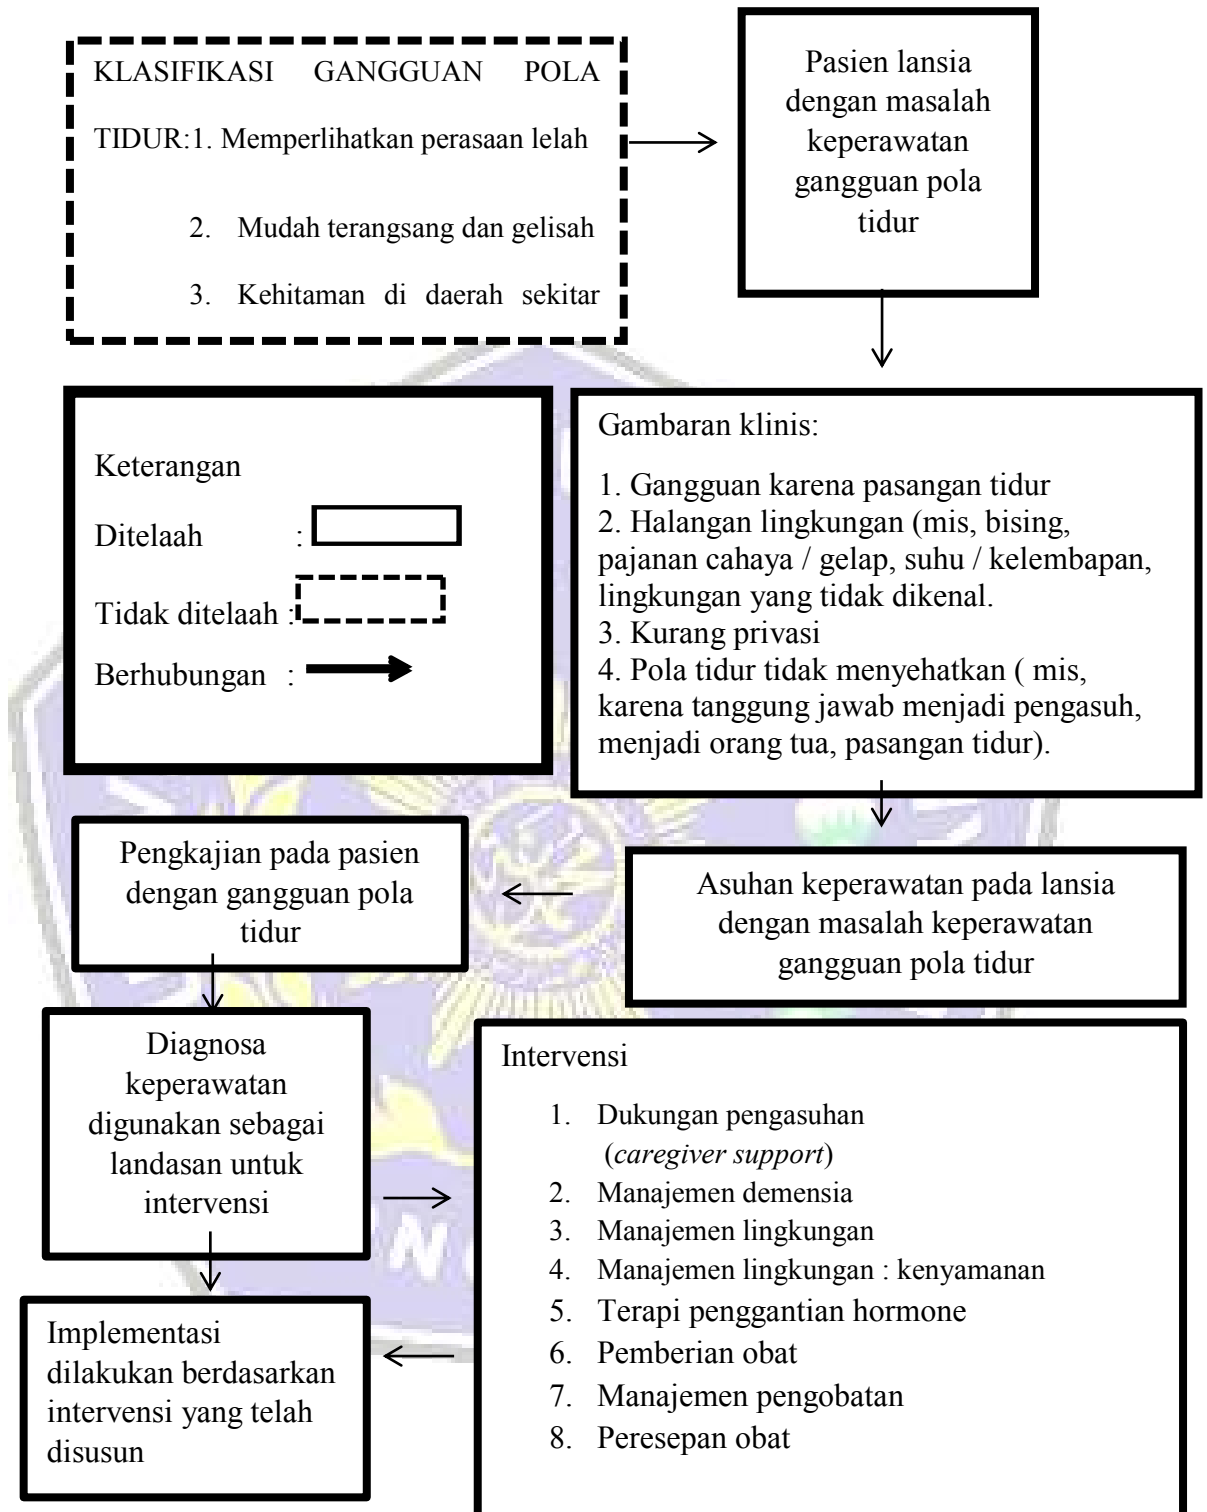 KLASIFIKASI GANGGUAN POLA
TIDUR:1. Memperlihatkan perasaan lelah
2. Mudah terangsang dan gelisah
3. Kehitaman di daerah sekitar
Pasien lansia
dengan masalah
keperawatan
gangguan pola
tidur
Keterangan
Ditelaah :
Tidak ditelaah :
Berhubungan :
Gambaran klinis:
1. Gangguan karena pasangan tidur
2. Halangan lingkungan (mis, bising,
pajanan cahaya / gelap, suhu / kelembapan,
lingkungan yang tidak dikenal.
3. Kurang privasi
4. Pola tidur tidak menyehatkan ( mis,
karena tanggung jawab menjadi pengasuh,
menjadi orang tua, pasangan tidur).
Asuhan keperawatan pada lansia
dengan masalah keperawatan
gangguan pola tidur
Pengkajian pada pasien
dengan gangguan pola
tidur
Diagnosa
keperawatan
digunakan sebagai
landasan untuk
intervensi
Intervensi
1. Dukungan pengasuhan
(caregiver support)
2. Manajemen demensia
3. Manajemen lingkungan
4. Manajemen lingkungan : kenyamanan
5. Terapi penggantian hormone
6. Pemberian obat
7. Manajemen pengobatan
8. Peresepan obat
Implementasi
dilakukan berdasarkan
intervensi yang telah
disusun